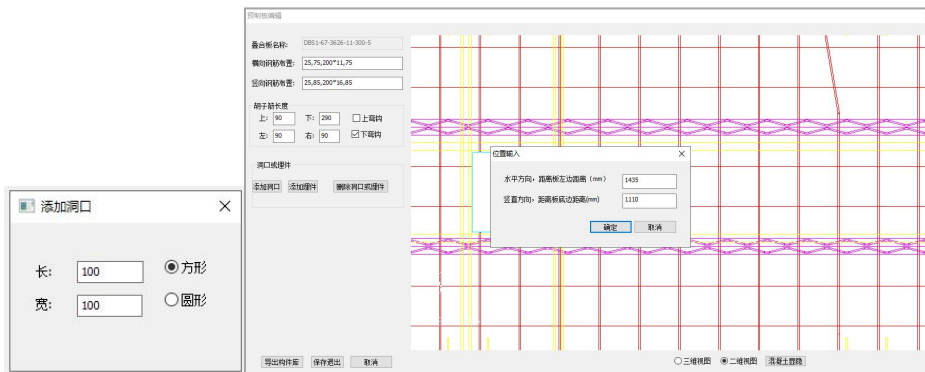 预制板编辑
叠合板名称: DBS1-67-3626-11-300-5
横向钢筋布置: 25,75,200*11,75
竖向钢筋布置: 25,85,200*16,85
胡子筋长度
上: 90 下: 290 上弯钩
左: 90 右: 90 下弯钩
洞口或埋件
添加洞口 添加埋件 删除洞口或埋件
位置输入
水平方向，距离板左边距离（mm） 1435
竖直方向，距离板底边距离(mm) 1110
确定 取消
添加洞口
长: 100 方形
宽: 100 圆形
导出构件库 保存退出 取消 三维视图 二维视图 混凝土显隐